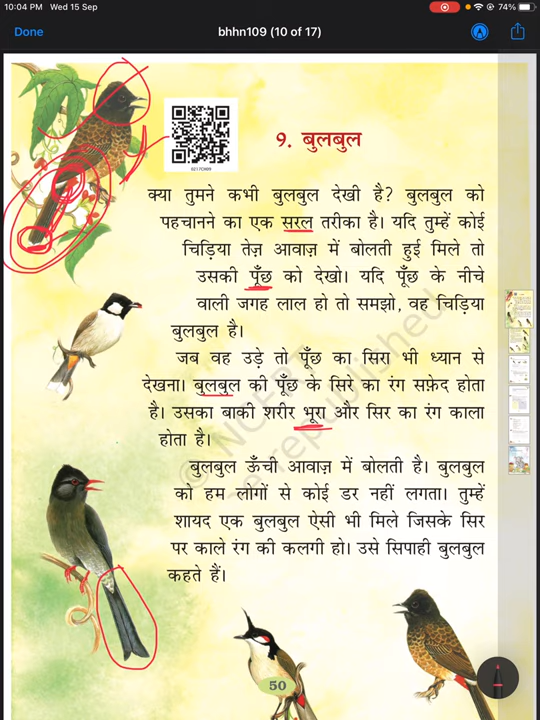 10:04 PM Wed 15 Sep
74%
Done
bhhn109 (10 of 17)
0217CH09
9. बुलबुल
क्या तुमने कभी बुलबुल देखी है? बुलबुल को
पहचानने का एक सरल तरीका है। यदि तुम्हें कोई
चिड़िया तेज़ आवाज़ में बोलती हुई मिले तो
उसकी पूँछ को देखो। यदि पूँछ के नीचे
वाली जगह लाल हो तो समझो, वह चिड़िया
बुलबुल है।
जब वह उड़े तो पूँछ का सिरा भी ध्यान से
देखना। बुलबुल की पूँछ के सिरे का रंग सफ़ेद होता
है। उसका बाकी शरीर भूरा और सिर का रंग काला
होता है।
बुलबुल ऊँची आवाज़ में बोलती है। बुलबुल
को हम लोगों से कोई डर नहीं लगता। तुम्हें
शायद एक बुलबुल ऐसी भी मिले जिसके सिर
पर काले रंग की कलगी हो। उसे सिपाही बुलबुल
कहते हैं।
50